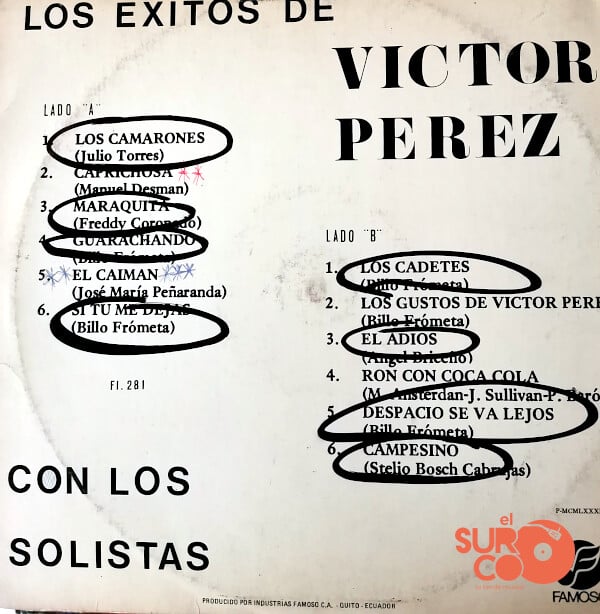 LOS EXITOS DE
VICTOR
PEREZ
LADO "A"
1. LOS CAMARONES
(Julio Torres)
2. CAPRICHOSA
(Manuel Desman)
3. MARAQUITA
(Freddy Coronado)
4. GUARACHANDO
(Billo Frómeta)
5. EL CAIMAN
(José María Peñaranda)
6. SI TU ME DEJAS
(Billo Frómeta)
FI. 281
LADO "B"
1. LOS CADETES
(Billo Frómeta)
2. LOS GUSTOS DE VICTOR PERE
(Billo Frómeta)
3. EL ADIOS
(Angel Briceño)
4. RON CON COCA COLA
(M. Amsterdan-J. Sullivan-P. Baró
5. DESPACIO SE VA LEJOS
(Billo Frómeta)
6. CAMPESINO
(Stelio Bosch Cabrujas)
CON LOS
SOLISTAS
P-MCMLXXX
el
SURCO
FAMOSO
PRODUCIDO POR INDUSTRIAS FAMOSO C.A. - QUITO - ECUADOR